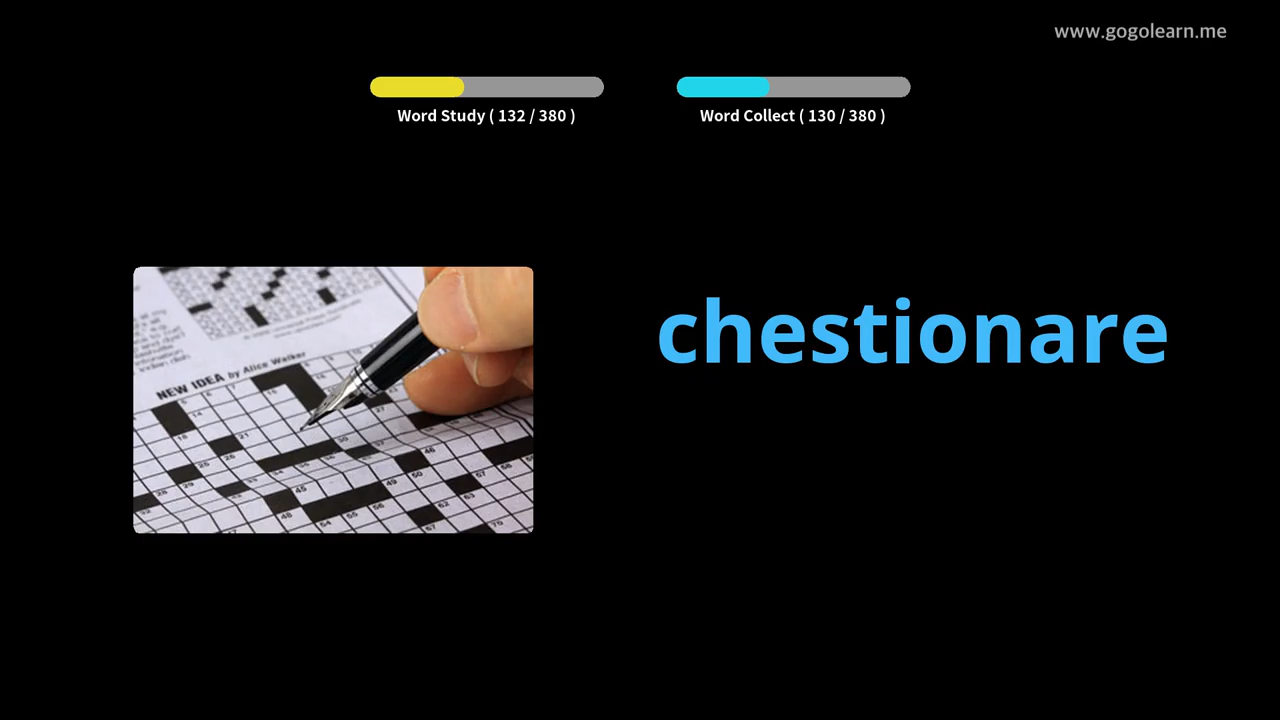 www.gogolearn.me
Word Study ( 132 / 380 )
Word Collect ( 130 / 380 )
chestionare
NEW IDEA by Alice Walker